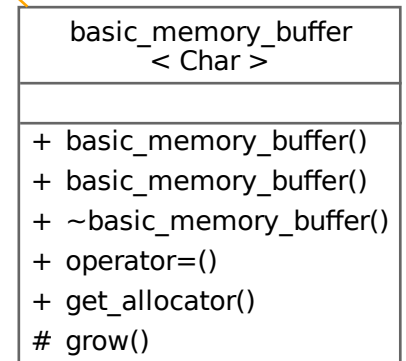 basic_memory_buffer
< Char >
+ basic_memory_buffer()
+ basic_memory_buffer()
+ ~basic_memory_buffer()
+ operator=()
+ get_allocator()
# grow()